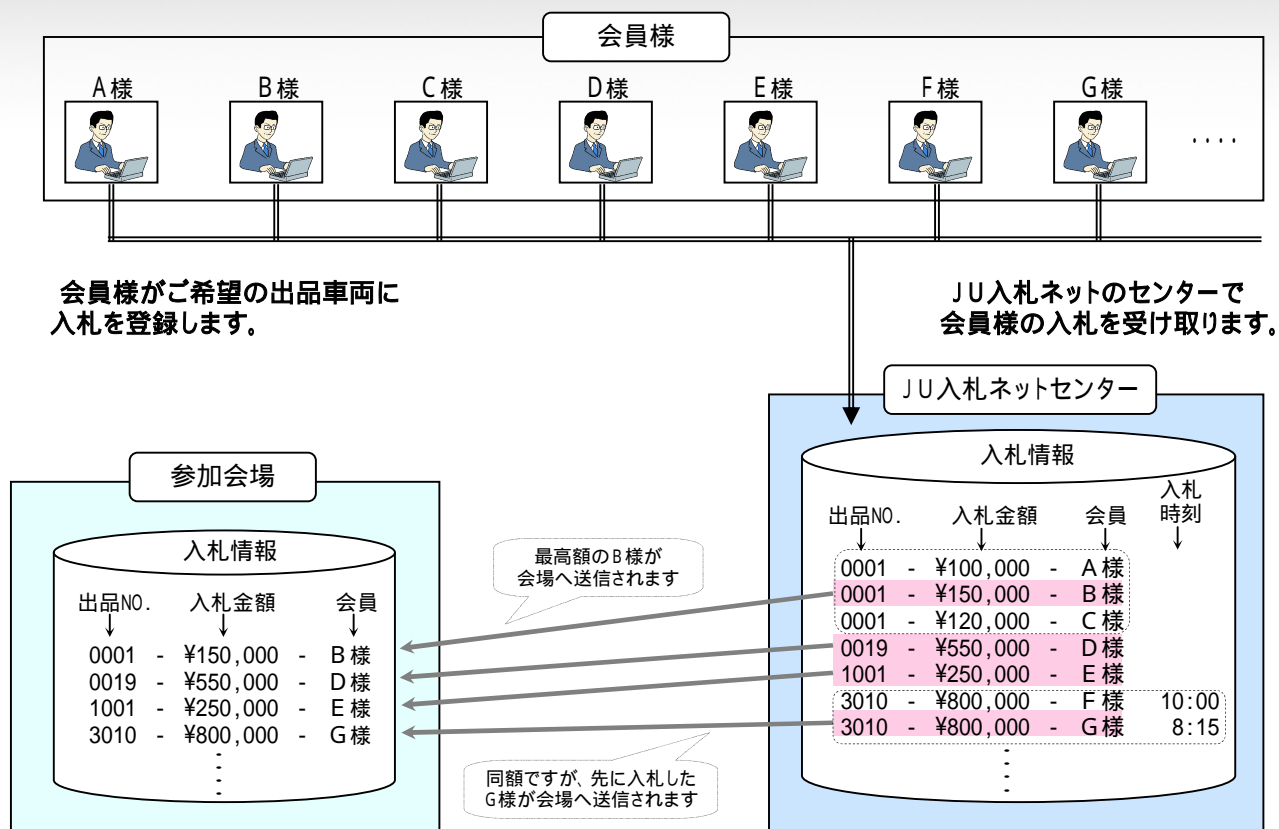 会員様
A様 B様 C様 D様 E様 F様 G様 ....
会員様がご希望の出品車両に
入札を登録します。
JU入札ネットのセンターで
会員様の入札を受け取ります。
JU入札ネットセンター
入札情報
出品NO. 入札金額 会員 入札
時刻
0001 - ¥100,000 - A様
0001 - ¥150,000 - B様
0001 - ¥120,000 - C様
0019 - ¥550,000 - D様
1001 - ¥250,000 - E様
3010 - ¥800,000 - F様 10:00
3010 - ¥800,000 - G様 8:15
最高額のB様が
会場へ送信されます
同額ですが、先に入札した
G様が会場へ送信されます
参加会場
入札情報
出品NO. 入札金額 会員
0001 - ¥150,000 - B様
0019 - ¥550,000 - D様
1001 - ¥250,000 - E様
3010 - ¥800,000 - G様